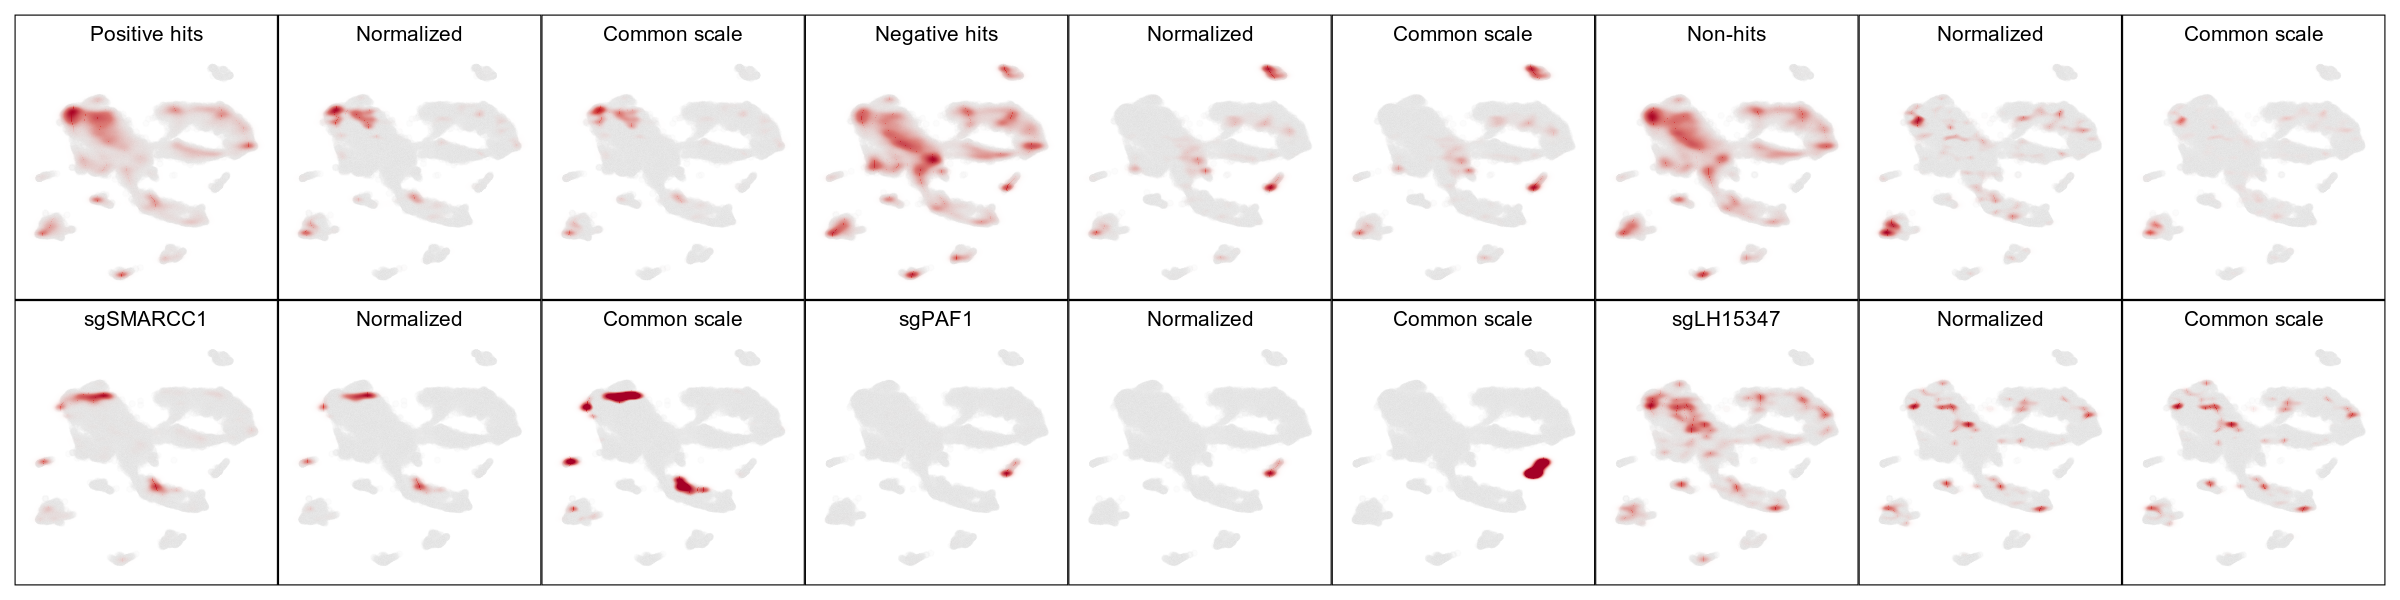 Positive hits
Normalized
Common scale
Negative hits
Normalized
Common scale
Non-hits
Normalized
Common scale
sgSMARCC1
Normalized
Common scale
sgPAF1
Normalized
Common scale
sgLH15347
Normalized
Common scale